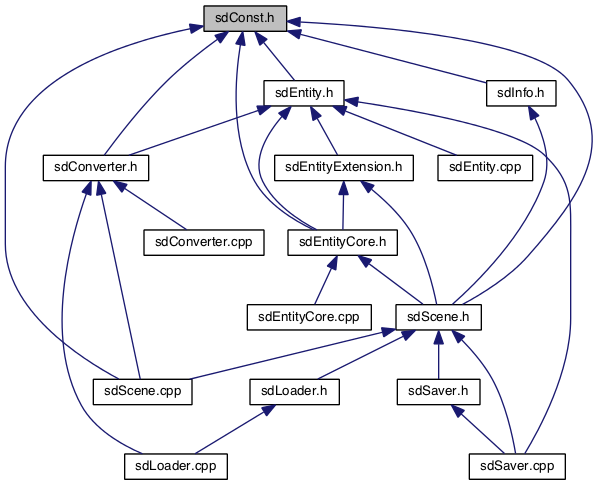 sdConst.h
sdEntity.h
sdInfo.h
sdConverter.h
sdEntityExtension.h
sdEntity.cpp
sdConverter.cpp
sdEntityCore.h
sdEntityCore.cpp
sdScene.h
sdScene.cpp
sdLoader.h
sdSaver.h
sdLoader.cpp
sdSaver.cpp